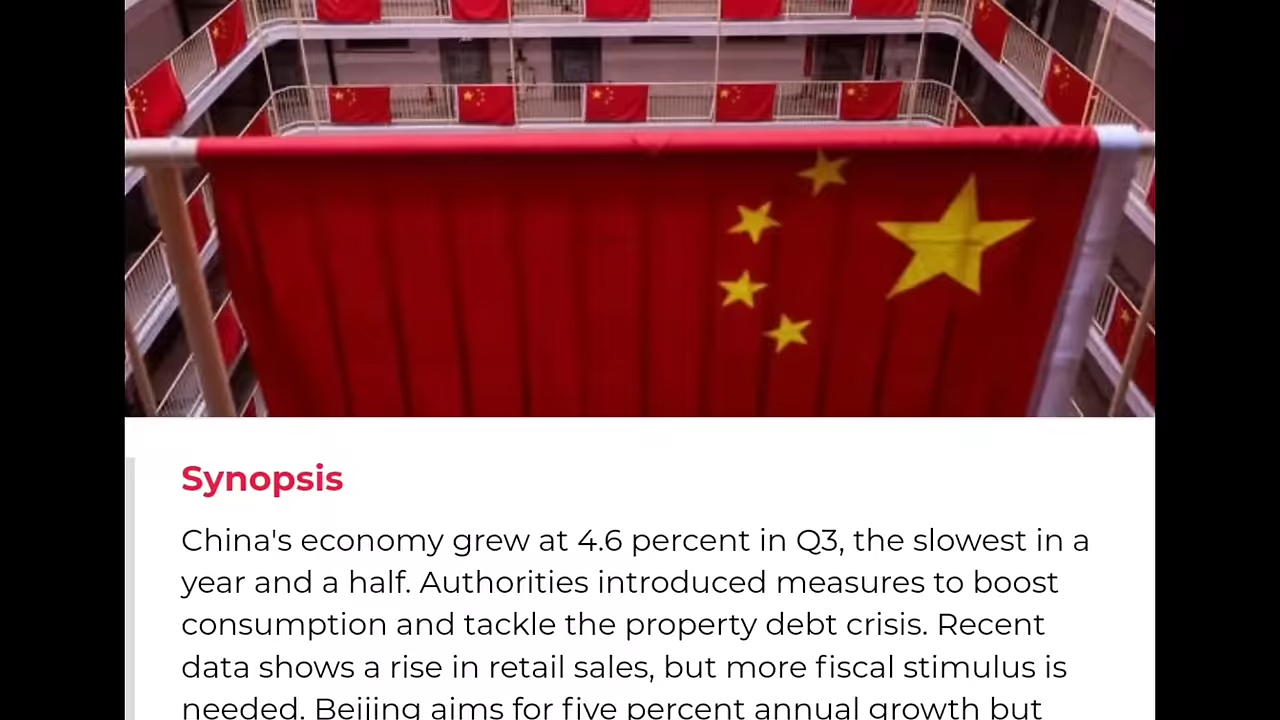 Synopsis
China's economy grew at 4.6 percent in Q3, the slowest in a
year and a half. Authorities introduced measures to boost
consumption and tackle the property debt crisis. Recent
data shows a rise in retail sales, but more fiscal stimulus is
needed. Beijing aims for five percent annual growth but